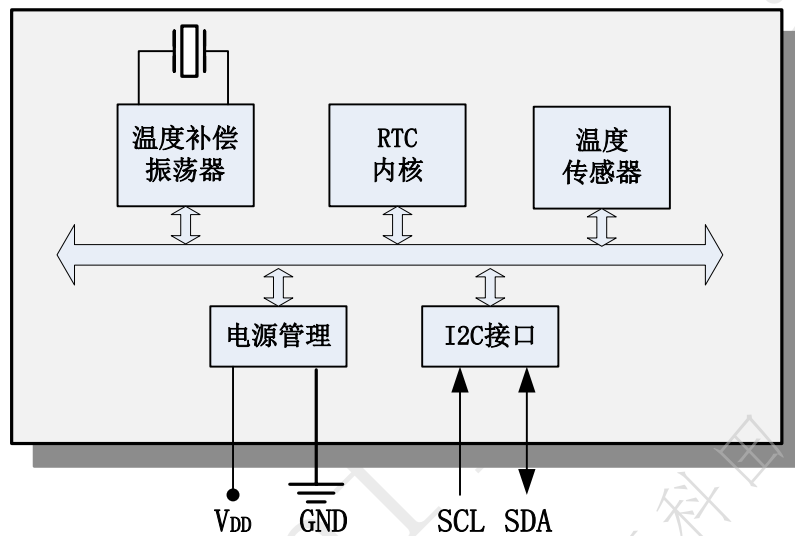 温度补偿
振荡器
RTC
内核
温度
传感器
电源管理
I2C接口
VDD GND SCL SDA